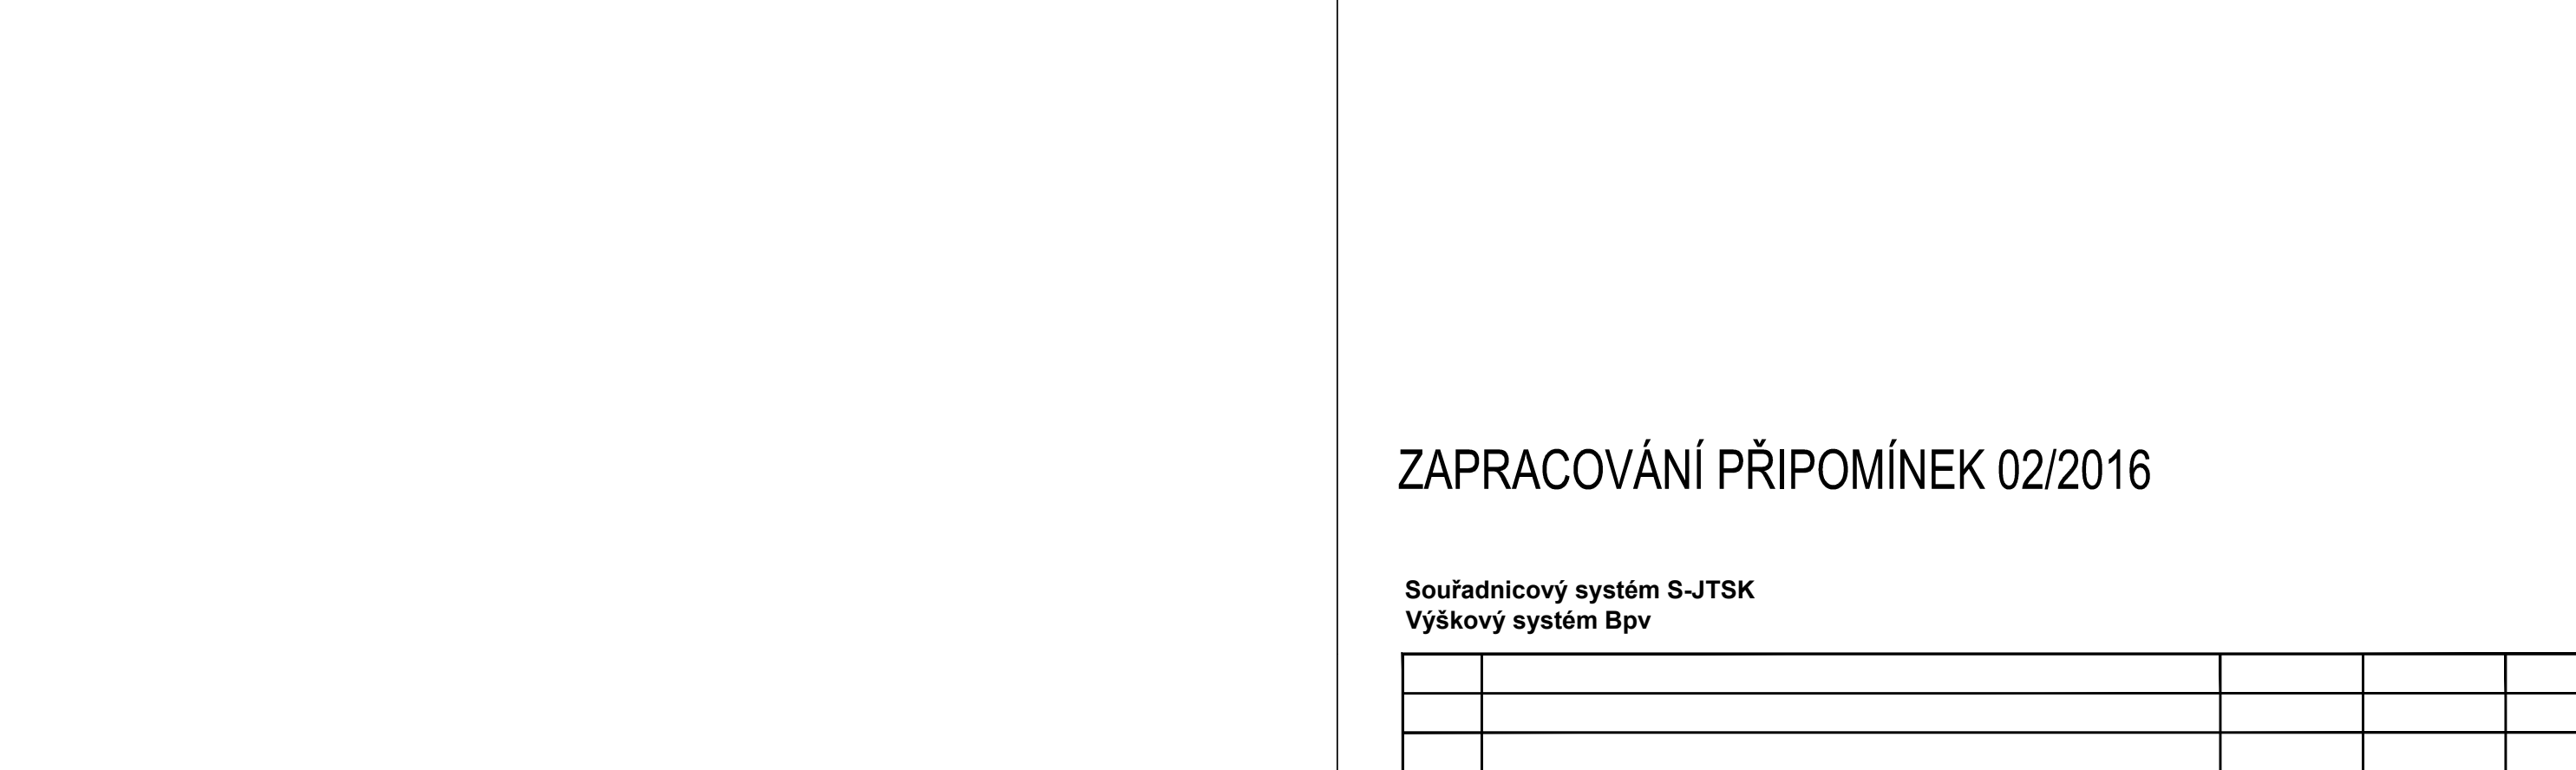 ZAPRACOVÁNÍ PŘIPOMÍNEK 02/2016
Souřadnicový systém S-JTSK
Výškový systém Bpv